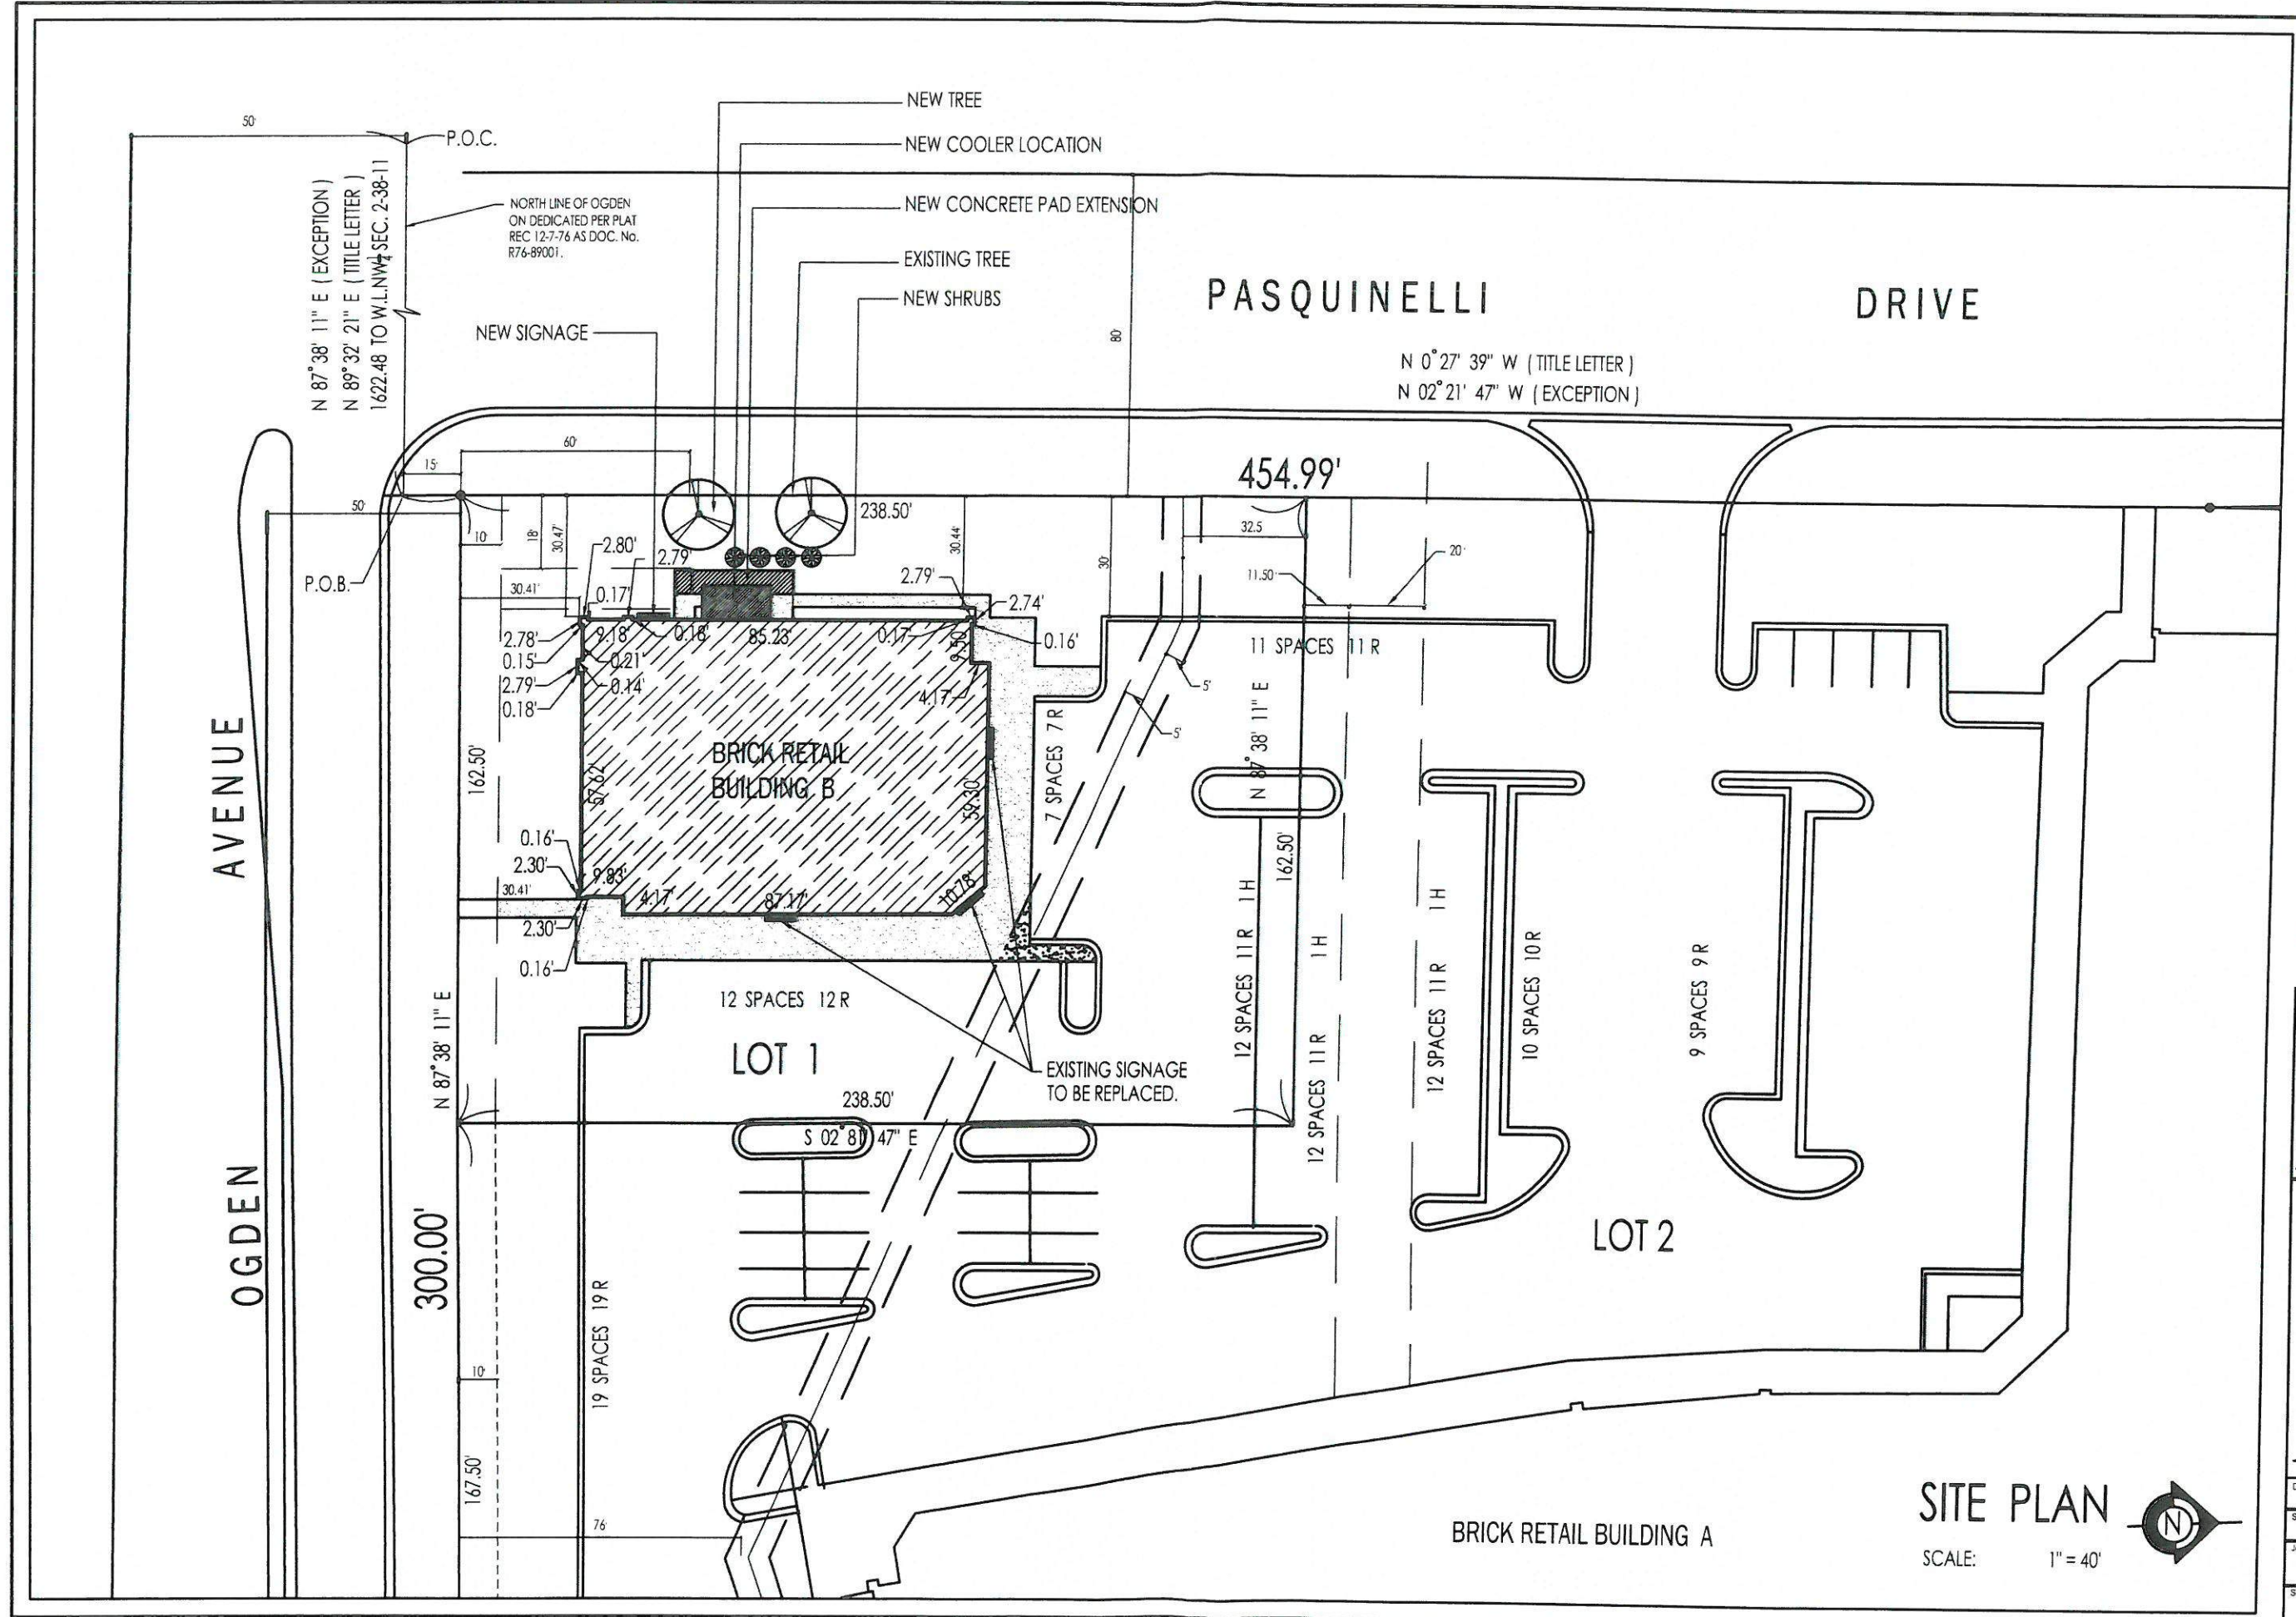 NEW TREE
50'
P.O.C.
NEW COOLER LOCATION
NORTH LINE OF OGDEN
ON DEDICATED PER PLAT
REC 12-7-76 AS DOC. No.
R76-89001.
NEW CONCRETE PAD EXTENSION
N 87° 38' 11" E ( EXCEPTION )
N 89° 32' 21" E ( TITLE LETTER )
1622.48 TO W.L.NW¼ SEC. 2-38-11
EXISTING TREE
NEW SHRUBS
NEW SIGNAGE
PASQUINELLI DRIVE
80'
N 0° 27' 39" W ( TITLE LETTER )
N 02° 21' 47" W ( EXCEPTION )
60'
15'
454.99'
50'
238.50'
10'
18'
30.47'
30.44'
30'
32.5
20'
11.50'
P.O.B.
2.80'
2.79'
2.79'
30.41'
0.17'
2.74'
2.78'
9.18'
0.18'
85.23'
0.17'
9.50'
0.16'
0.15'
0.21'
2.79'
0.14'
0.18'
4.17'
11 SPACES 11 R
5'
5'
N 87° 38' 11" E
7 SPACES 7 R
BRICK RETAIL
BUILDING B
162.50'
57.62'
59.30'
162.50'
0.16'
2.30'
9.83'
30.41'
4.17'
87.17'
10.78'
2.30'
0.16'
12 SPACES 11 R 1 H
12 SPACES 11 R 1 H
12 SPACES 11 R 1 H
10 SPACES 10 R
9 SPACES 9 R
12 SPACES 12 R
N 87° 38' 11" E
LOT 1
EXISTING SIGNAGE
TO BE REPLACED.
238.50'
S 02° 81' 47" E
OGDEN AVENUE
300.00'
LOT 2
19 SPACES 19 R
10'
167.50'
76'
BRICK RETAIL BUILDING A
SITE PLAN
N
SCALE: 1" = 40'